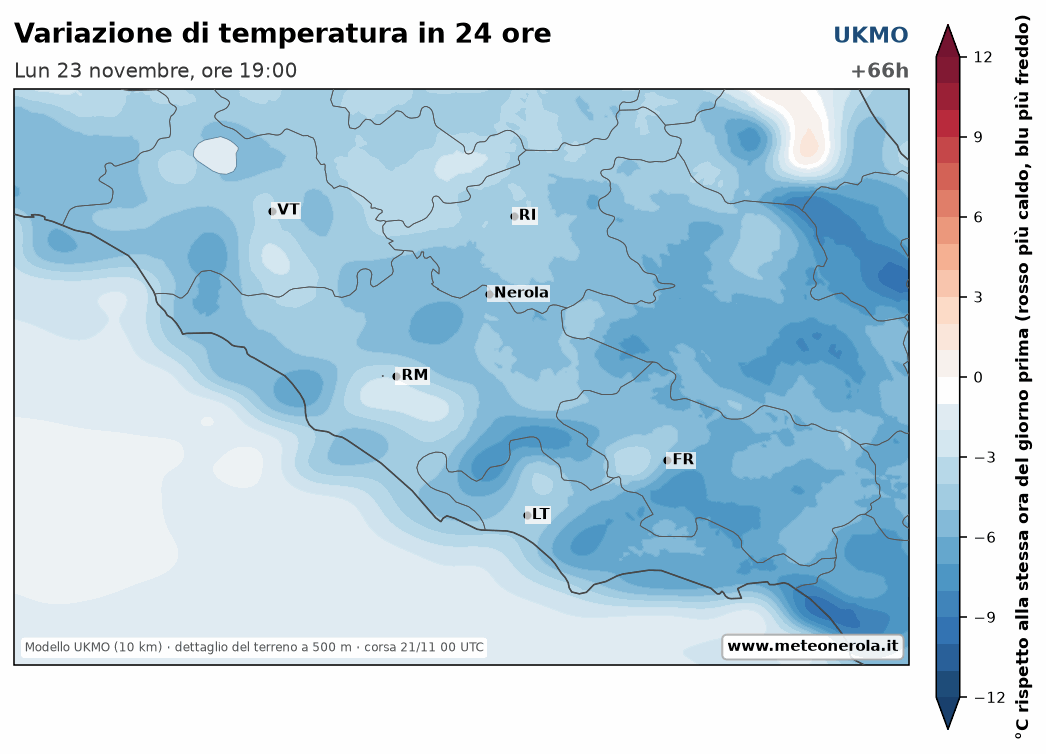 Variazione di temperatura in 24 ore
UKMO
Lun 23 novembre, ore 19:00
+66h
VT
RI
Nerola
RM
FR
LT
Modello UKMO (10 km) · dettaglio del terreno a 500 m · corsa 21/11 00 UTC
www.meteonerola.it
12
9
6
3
0
−3
−6
−9
−12
°C rispetto alla stessa ora del giorno prima (rosso più caldo, blu più freddo)